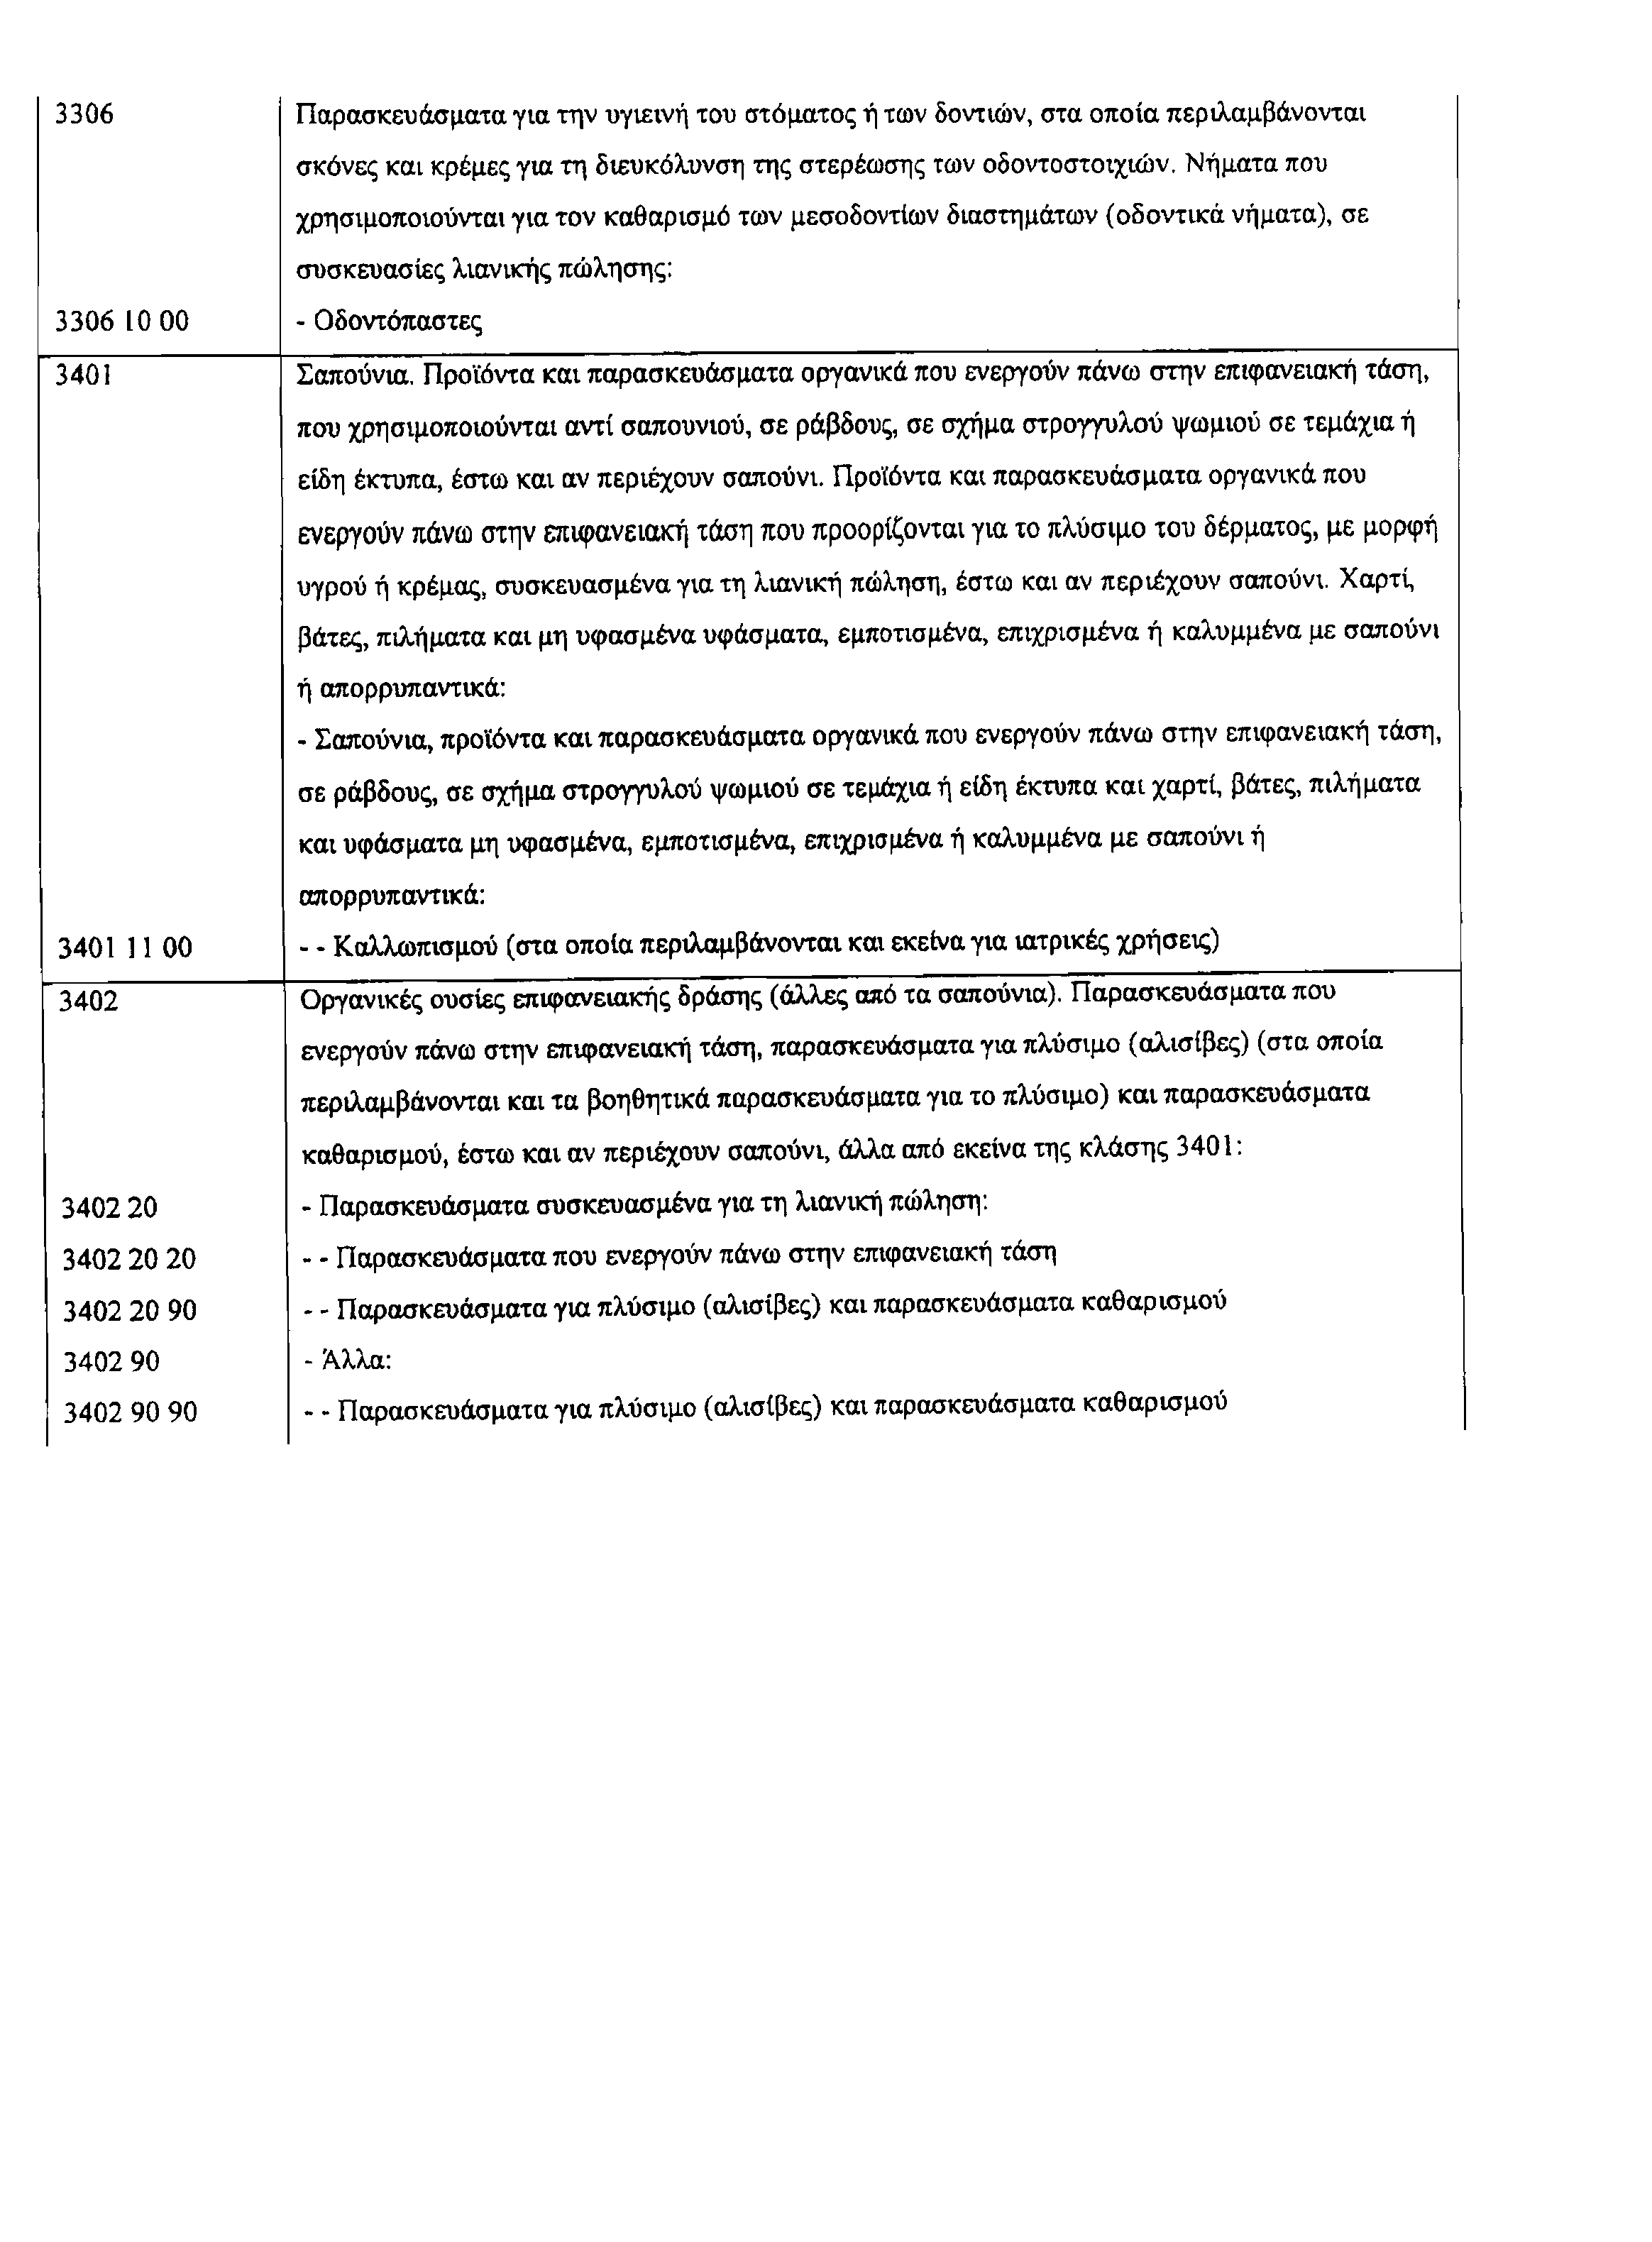 3306 Παρασκευάσματα για την υγιεινή του στόματος ή των δοντιών, στα οποία περιλαμβάνονται
σκόνες και κρέμες για τη διευκόλυνση της στερέωσης των οδοντοστοιχιών. Νήματα που
χρησιμοποιούνται για τον καθαρισμό των μεσοδοντίων διαστημάτων (οδοντικά νήματα), σε
συσκευασίες λιανικής πώλησης:
3306 10 00 - Οδοντόπαστες
3401 Σαπούνια. Προϊόντα και παρασκευάσματα οργανικά που ενεργούν πάνω στην επιφανειακή τάση,
που χρησιμοποιούνται αντί σαπουνιού, σε ράβδους, σε σχήμα στρογγυλού ψωμιού σε τεμάχια ή
είδη έκτυπα, έστω και αν περιέχουν σαπούνι. Προϊόντα και παρασκευάσματα οργανικά που
ενεργούν πάνω στην επιφανειακή τάση που προορίζονται για το πλύσιμο του δέρματος, με μορφή
υγρού ή κρέμας, συσκευασμένα για τη λιανική πώληση, έστω και αν περιέχουν σαπούνι. Χαρτί,
βάτες, πιλήματα και μη υφασμένα υφάσματα, εμποτισμένα, επιχρισμένα ή καλυμμένα με σαπούνι
ή απορρυπαντικά:
- Σαπούνια, προϊόντα και παρασκευάσματα οργανικά που ενεργούν πάνω στην επιφανειακή τάση,
σε ράβδους, σε σχήμα στρογγυλού ψωμιού σε τεμάχια ή είδη έκτυπα και χαρτί, βάτες, πιλήματα
και υφάσματα μη υφασμένα, εμποτισμένα, επιχρισμένα ή καλυμμένα με σαπούνι ή
απορρυπαντικά:
3401 11 00 - - Καλλωπισμού (στα οποία περιλαμβάνονται και εκείνα για ιατρικές χρήσεις)
3402 Οργανικές ουσίες επιφανειακής δράσης (άλλες από τα σαπούνια). Παρασκευάσματα που
ενεργούν πάνω στην επιφανειακή τάση, παρασκευάσματα για πλύσιμο (αλισίβες) (στα οποία
περιλαμβάνονται και τα βοηθητικά παρασκευάσματα για το πλύσιμο) και παρασκευάσματα
καθαρισμού, έστω και αν περιέχουν σαπούνι, άλλα από εκείνα της κλάσης 3401:
3402 20 - Παρασκευάσματα συσκευασμένα για τη λιανική πώληση:
3402 20 20 - - Παρασκευάσματα που ενεργούν πάνω στην επιφανειακή τάση
3402 20 90 - - Παρασκευάσματα για πλύσιμο (αλισίβες) και παρασκευάσματα καθαρισμού
3402 90 - Άλλα:
3402 90 90 - - Παρασκευάσματα για πλύσιμο (αλισίβες) και παρασκευάσματα καθαρισμού